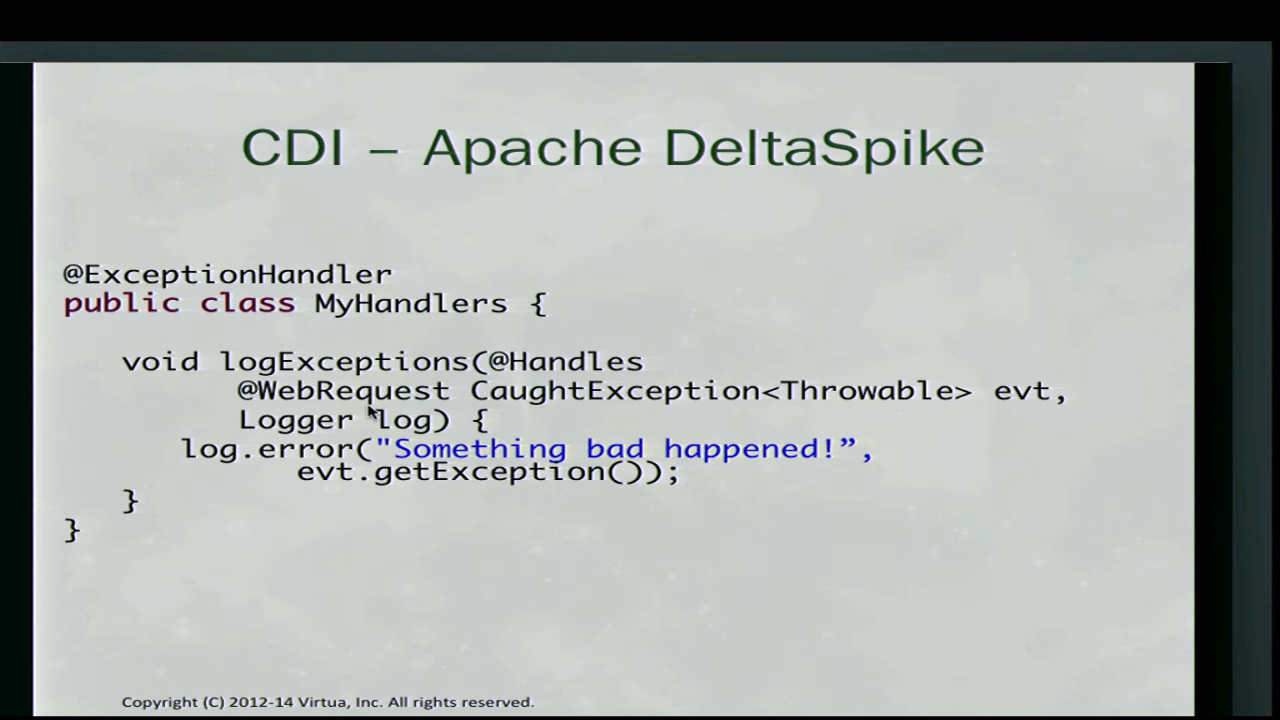 CDI – Apache DeltaSpike
@ExceptionHandler
public class MyHandlers {
void logExceptions(@Handles
@WebRequest CaughtException<Throwable> evt,
Logger log) {
log.error("Something bad happened!”,
evt.getException());
}
}
Copyright (C) 2012-14 Virtua, Inc. All rights reserved.